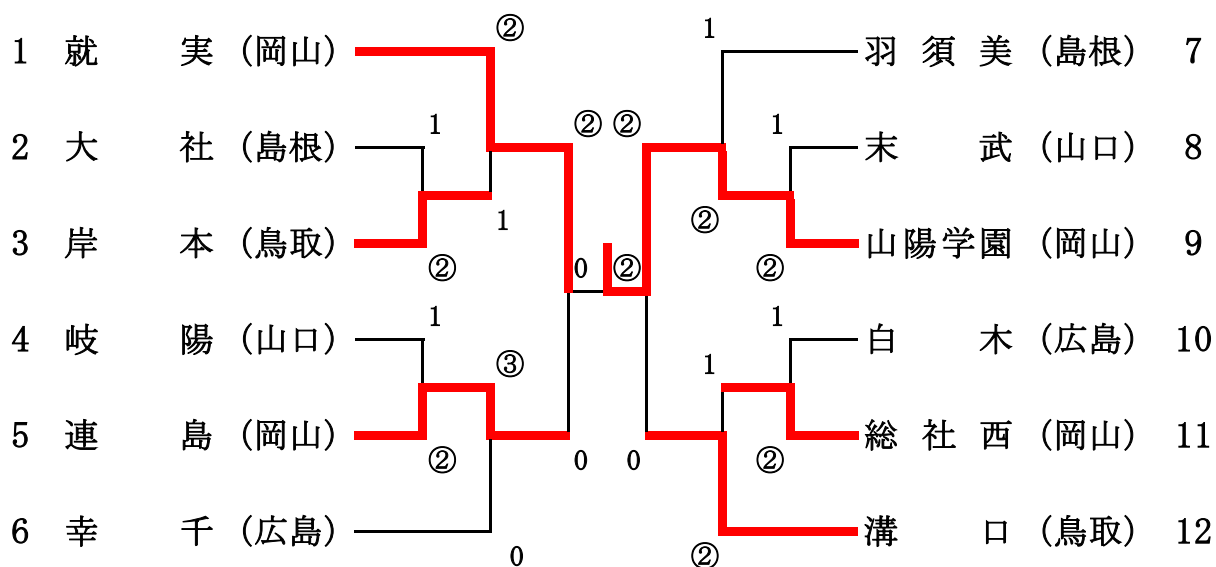 ② 1
1 就 実 (岡山) 羽須美 (島根) 7
1 ② ② 1
2 大 社 (島根) 末 武 (山口) 8
1 ②
3 岸 本 (鳥取) 山陽学園 (岡山) 9
② 0 ② ②
1 1
4 岐 陽 (山口) 白 木 (広島) 10
③ 1
5 連 島 (岡山) 総社西 (岡山) 11
② 0 0 ②
6 幸 千 (広島) 溝 口 (鳥取) 12
0 ②